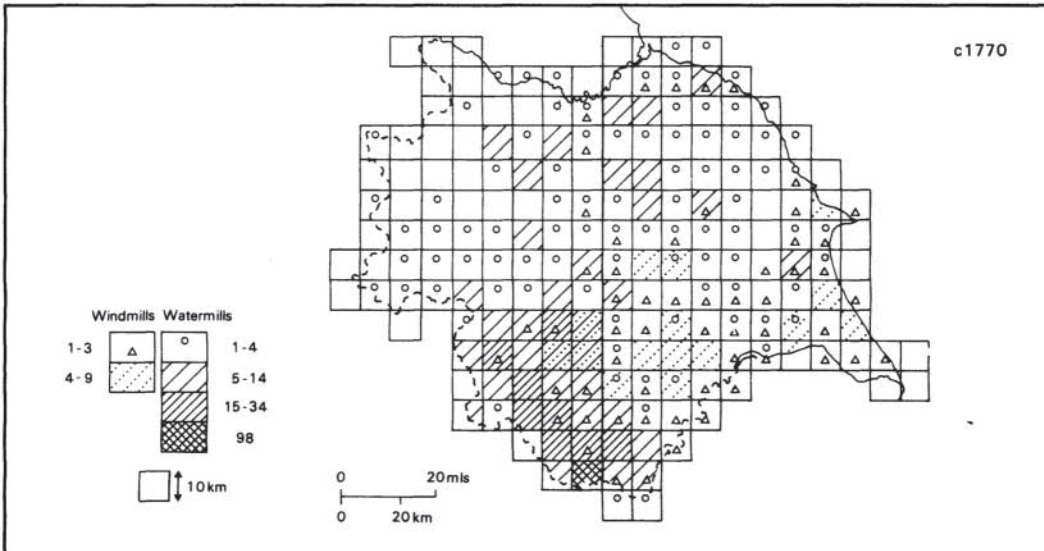 c1770
Windmills Watermills
1-3 1-4
4-9 5-14
15-34
98
10km
0 20mls
0 20km